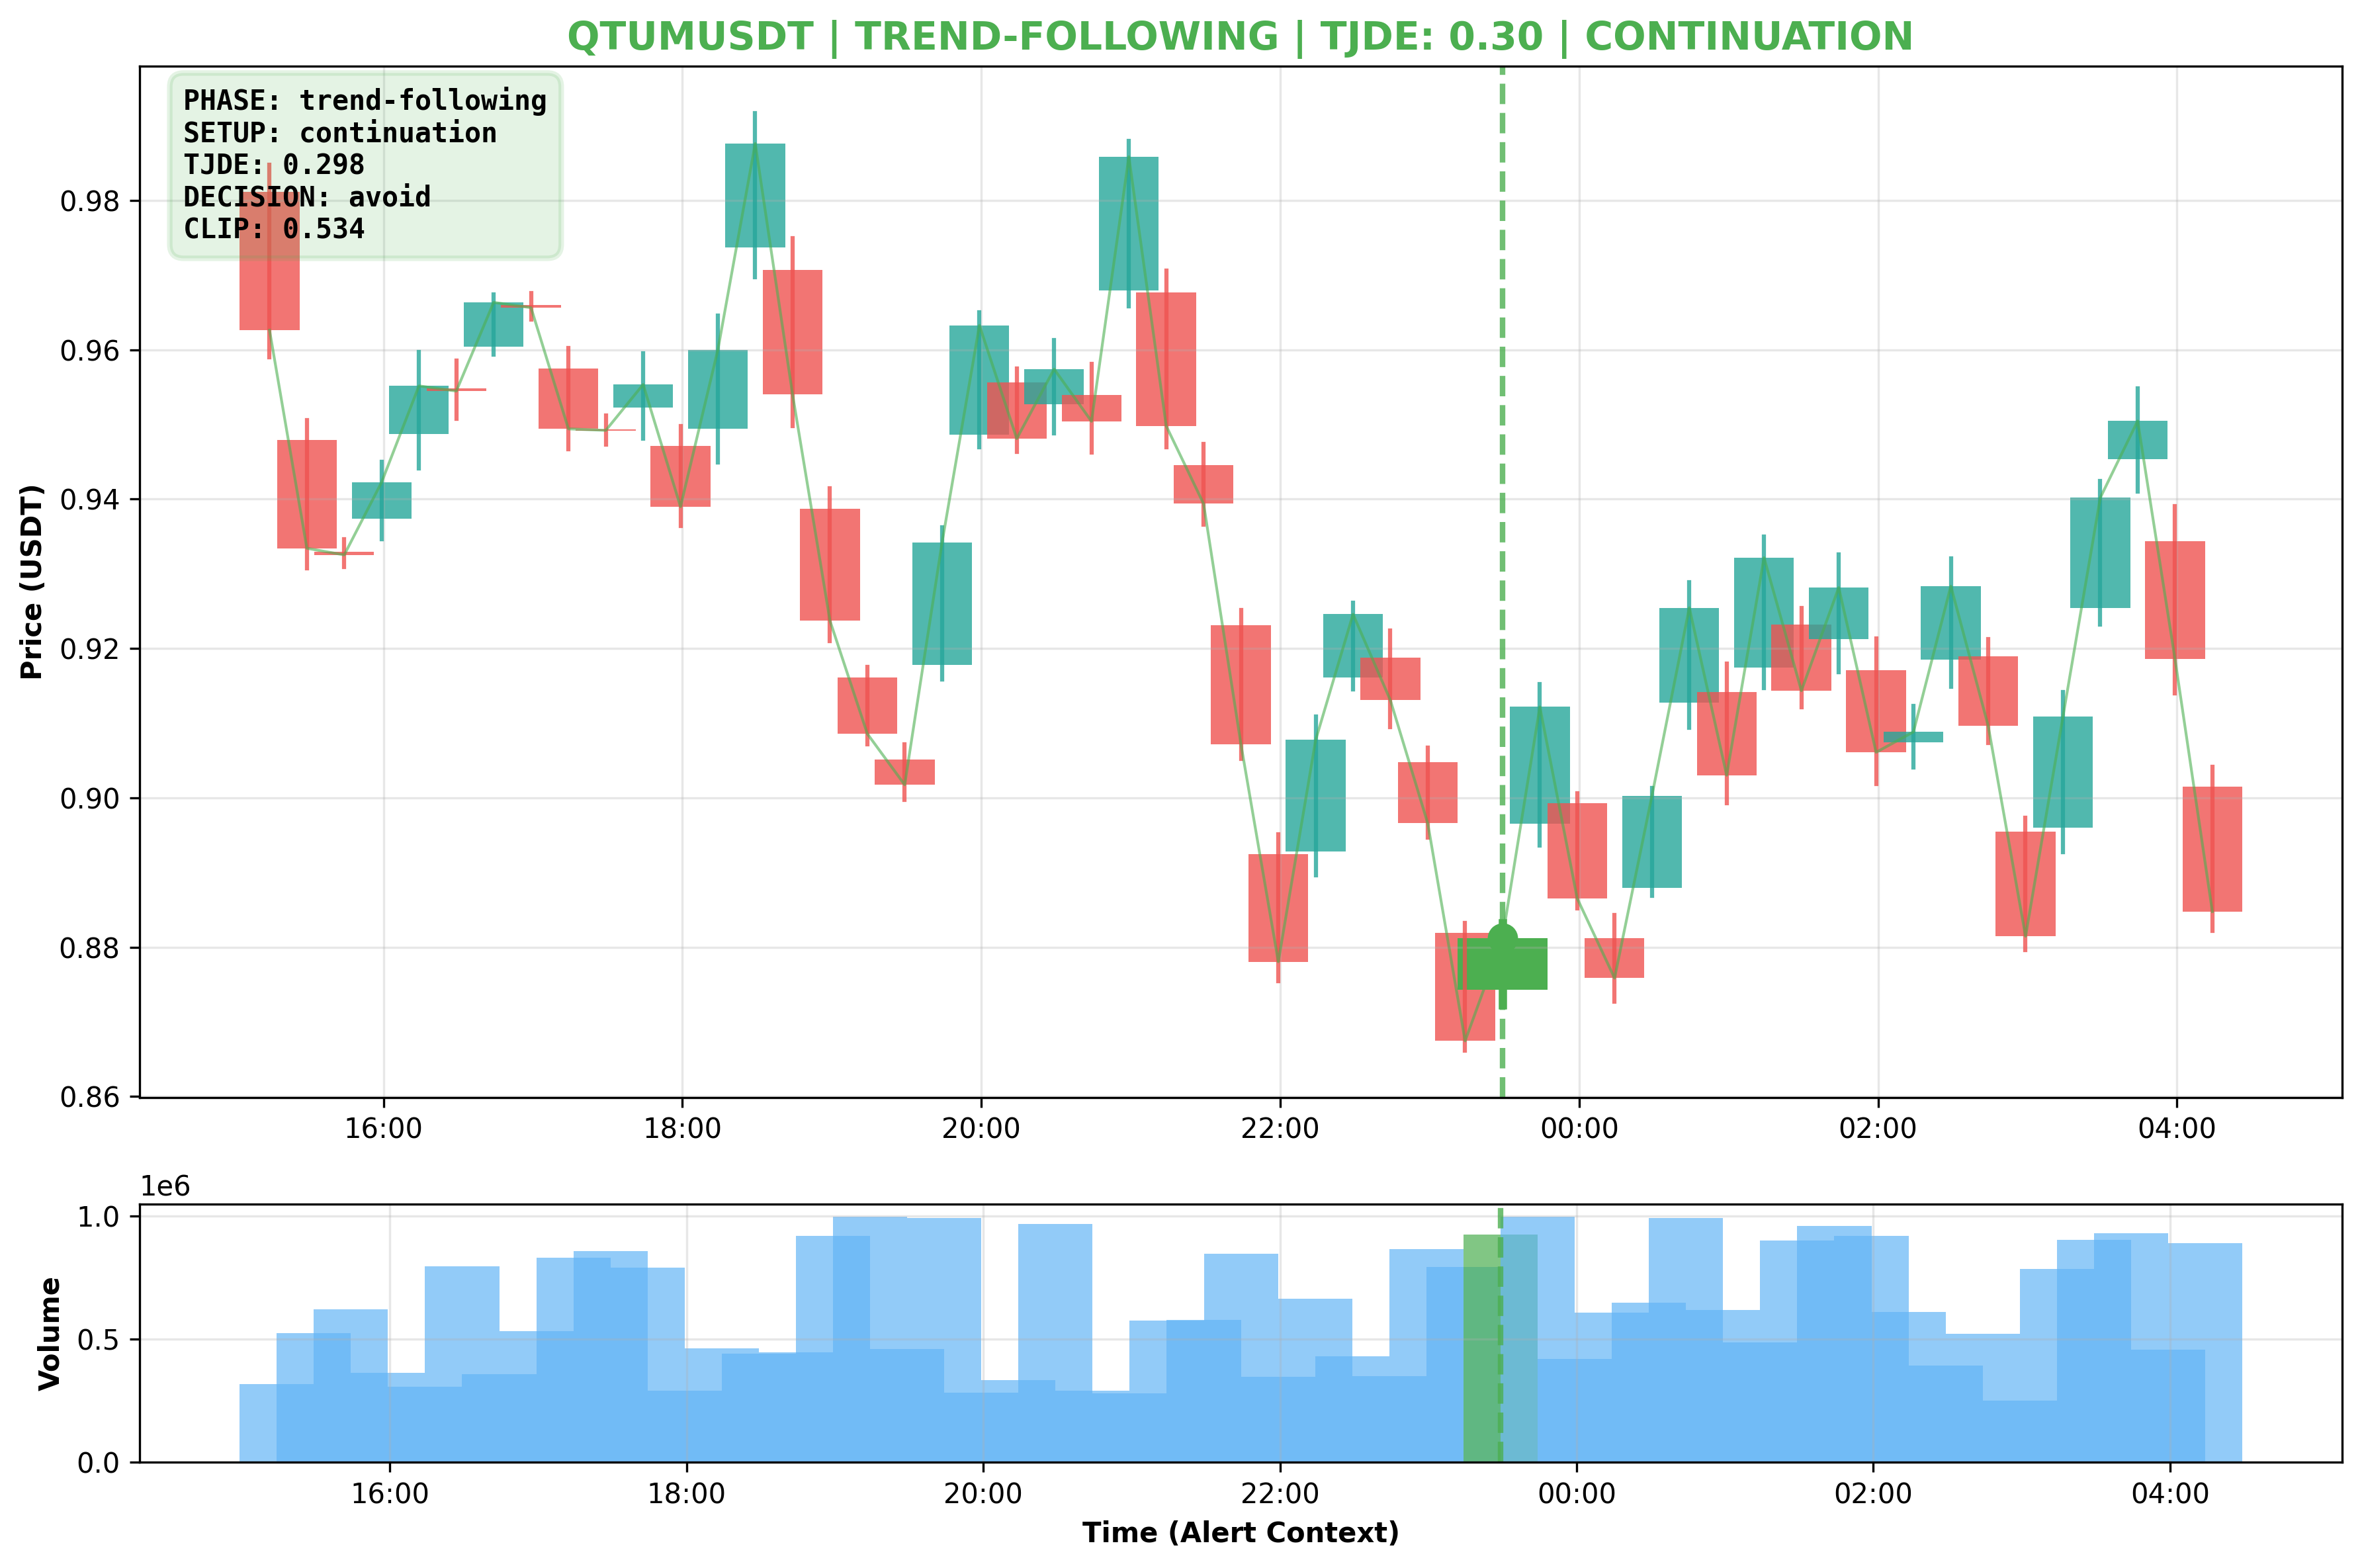 QTUMUSDT | TREND-FOLLOWING | TJDE: 0.30 | CONTINUATION
PHASE: trend-following
SETUP: continuation
TJDE: 0.298
DECISION: avoid
CLIP: 0.534
Price (USDT)
0.98
0.96
0.94
0.92
0.90
0.88
0.86
16:00 18:00 20:00 22:00 00:00 02:00 04:00
1e6
Volume
1.0
0.5
0.0
16:00 18:00 20:00 22:00 00:00 02:00 04:00
Time (Alert Context)